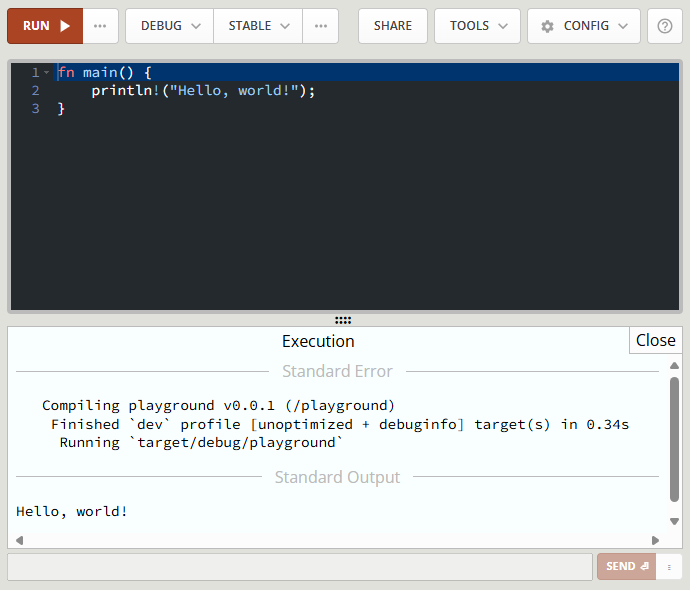 RUN ••• DEBUG STABLE ••• SHARE TOOLS CONFIG ?
1 fn main() {
2     println!("Hello, world!");
3 }
Execution
Close
Standard Error
   Compiling playground v0.0.1 (/playground)
    Finished `dev` profile [unoptimized + debuginfo] target(s) in 0.34s
     Running `target/debug/playground`
Standard Output
Hello, world!
SEND